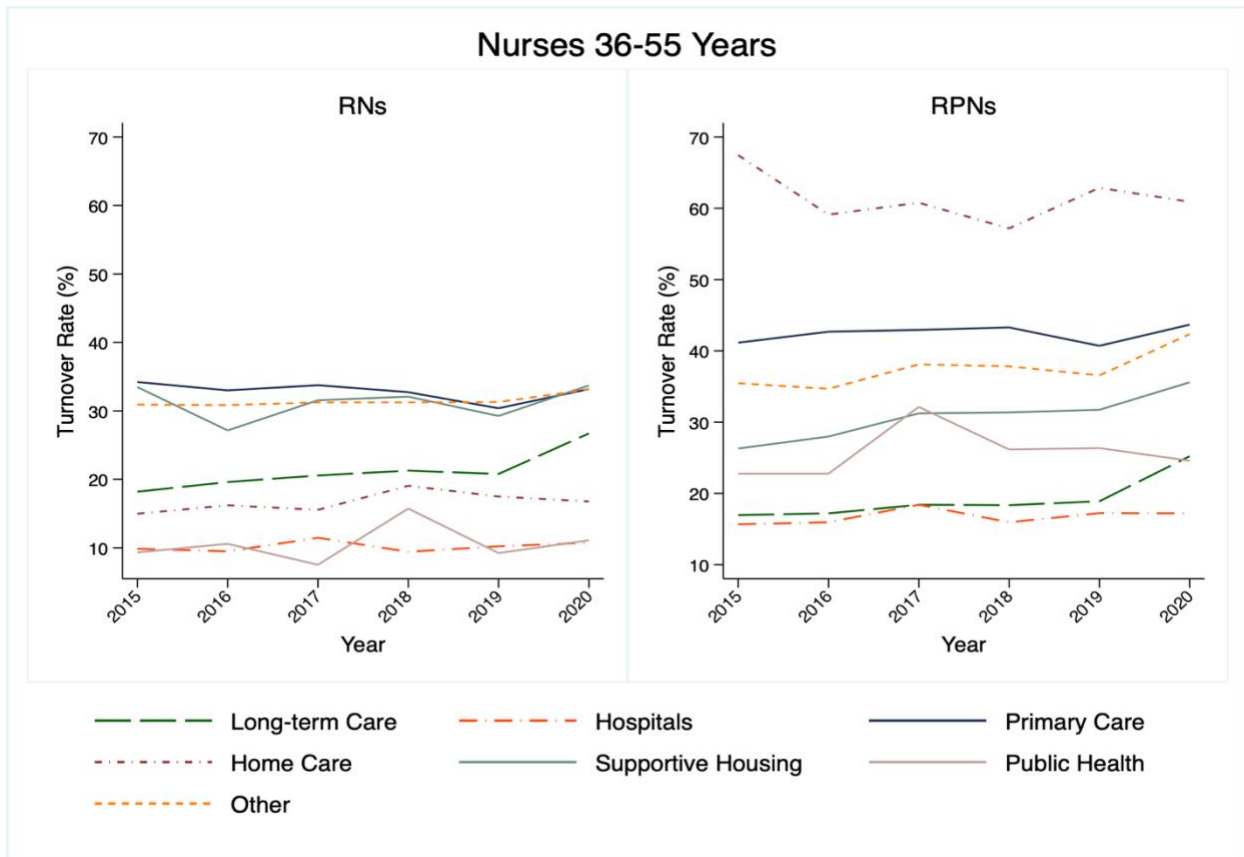 Nurses 36-55 Years
RNs
70
60
50
40
30
20
10
Turnover Rate (%)
2015
2016
2017
2018
2019
2020
Year
RPNs
70
60
50
40
30
20
10
Turnover Rate (%)
2015
2016
2017
2018
2019
2020
Year
Long-term Care
Hospitals
Primary Care
Home Care
Supportive Housing
Public Health
Other